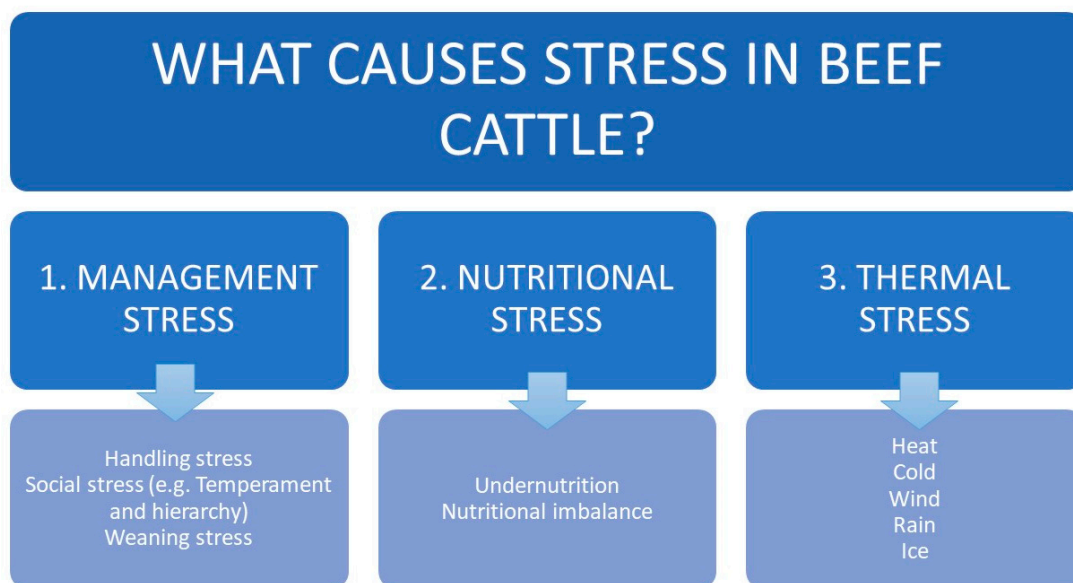 WHAT CAUSES STRESS IN BEEF
CATTLE?
1. MANAGEMENT
STRESS
Handling stress
Social stress (e.g. Temperament
and hierarchy)
Weaning stress
2. NUTRITIONAL
STRESS
Undernutrition
Nutritional imbalance
3. THERMAL
STRESS
Heat
Cold
Wind
Rain
Ice